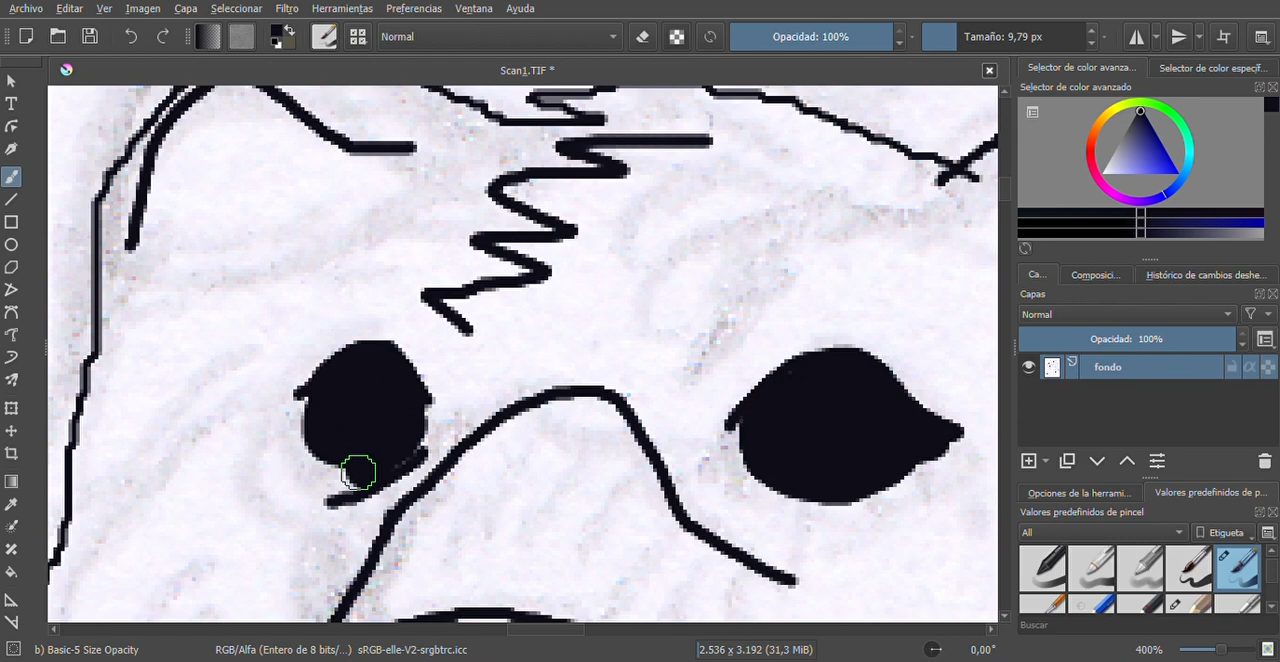 Archivo Editar Ver Imagen Capa Seleccionar Filtro Herramientas Preferencias Ventana Ayuda
Normal
Opacidad: 100%
Tamaño: 9,79 px
Scan1.TIF *
Selector de color avanza...
Selector de color específ...
Selector de color avanzado
Ca...
Composici...
Histórico de cambios deshe...
Capas
Normal
Opacidad: 100%
fondo
Opciones de la herrami...
Valores predefinidos de p...
Valores predefinidos de pincel
All
Etiqueta
Buscar
b) Basic-5 Size Opacity
RGB/Alfa (Entero de 8 bits/...) sRGB-elle-V2-srgbtrc.icc
2.536 x 3.192 (31,3 MiB)
0,00°
400%